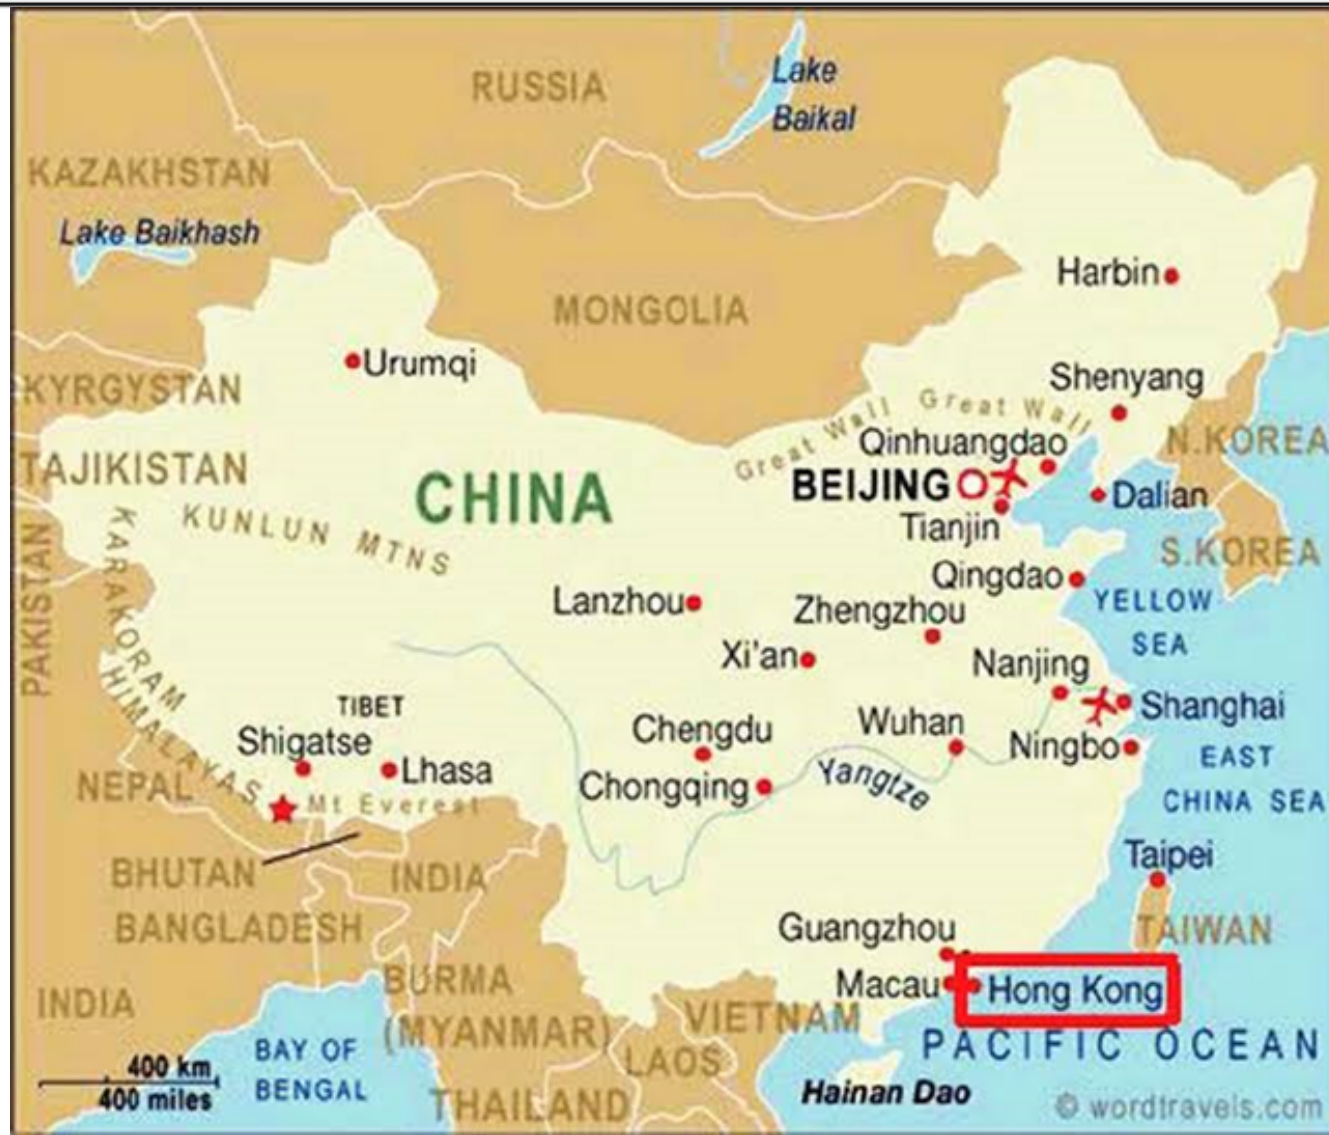 RUSSIA
Lake
Baikal
KAZAKHSTAN
Lake Baikhash
MONGOLIA
Harbin
Urumqi
KYRGYSTAN
Shenyang
Great Wall Great Wall
Qinhuangdao
N.KOREA
TAJIKISTAN
CHINA
BEIJING
Dalian
Tianjin
KUNLUN MTNS
KARAKORAM
S.KOREA
PAKISTAN
Qingdao
Lanzhou
Zhengzhou
YELLOW
SEA
Xi'an
Nanjing
HIMALAYAS
TIBET
Shanghai
Shigatse
Chengdu
Wuhan
Ningbo
EAST
CHINA SEA
Lhasa
NEPAL
Chongqing
Yangtze
Mt Everest
Taipei
BHUTAN
INDIA
BANGLADESH
Guangzhou
TAIWAN
BURMA
(MYANMAR)
Macau
Hong Kong
INDIA
VIETNAM
PACIFIC OCEAN
BAY OF
BENGAL
LAOS
400 km
400 miles
THAILAND
Hainan Dao
© wordtravels.com